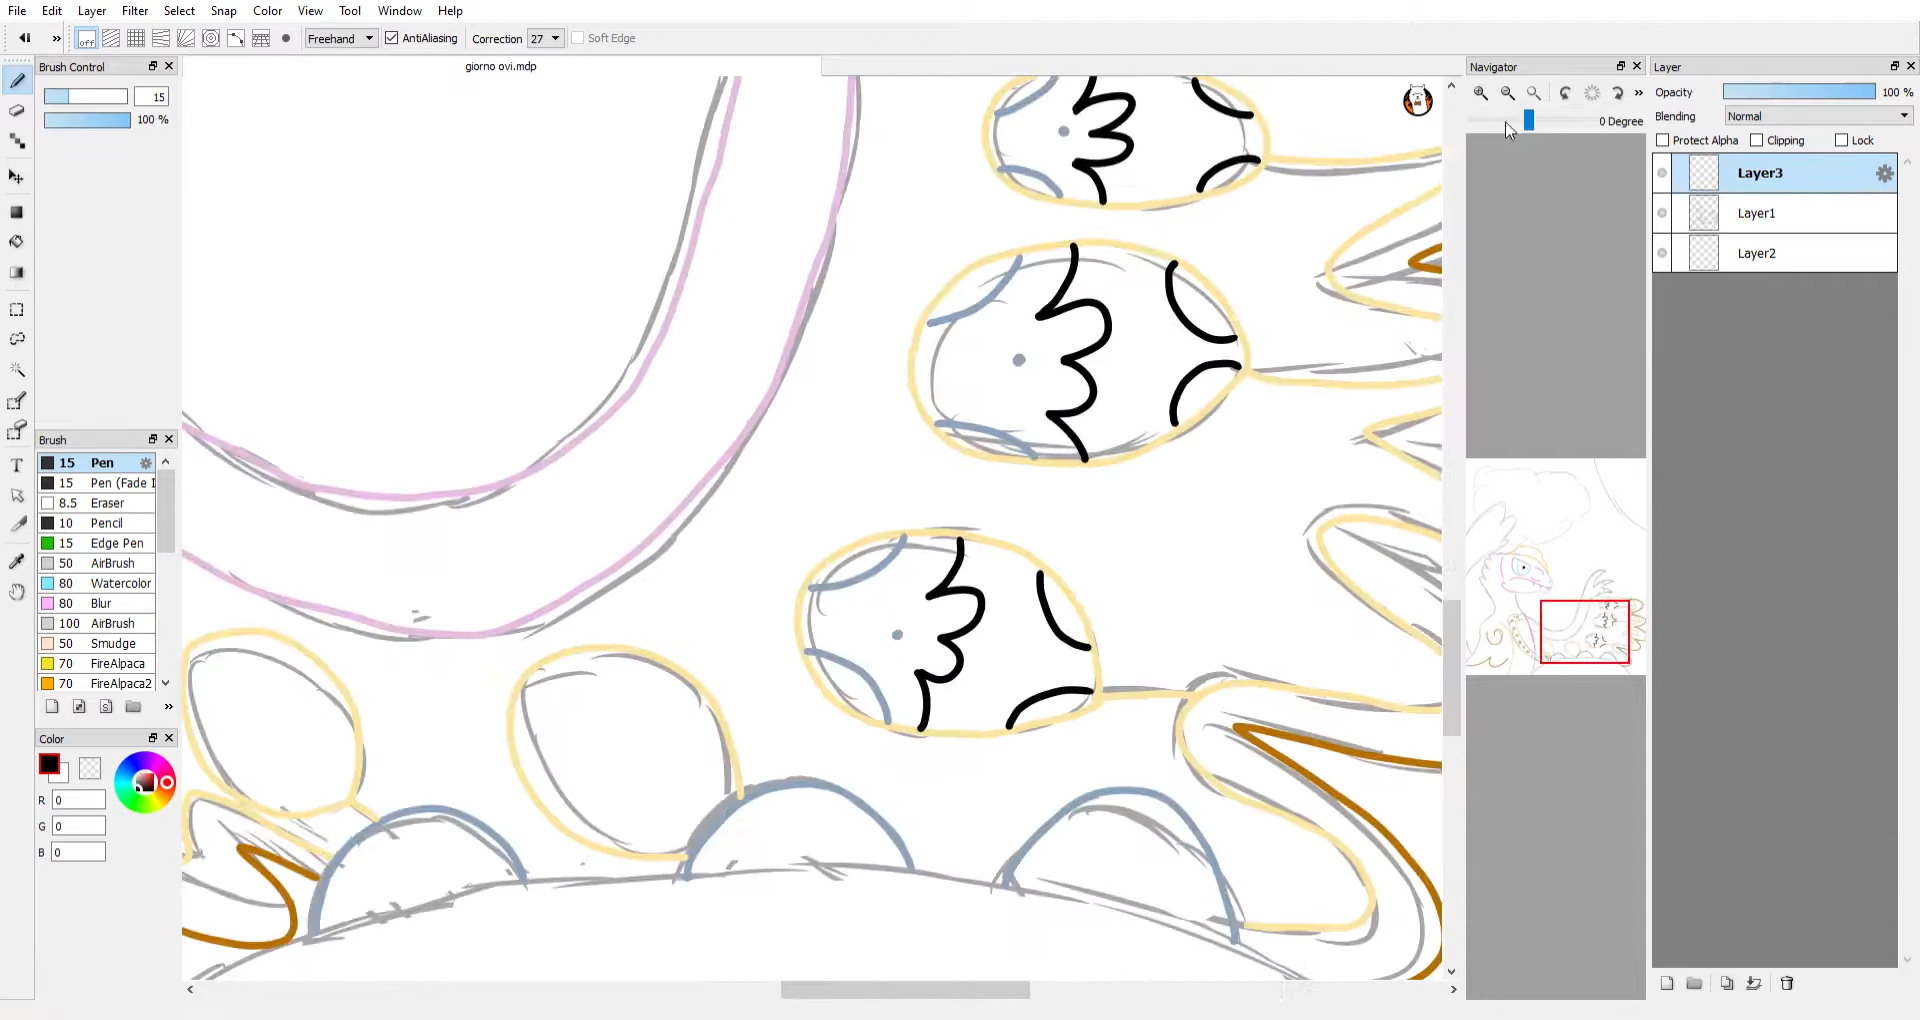 File Edit Layer Filter Select Snap Color View Tool Window Help
off Freehand AntiAliasing Correction 27 Soft Edge
Brush Control
15
100 %
giorno ovi.mdp
Navigator
0 Degree
Layer
Opacity 100 %
Blending Normal
Protect Alpha Clipping Lock
Layer3
Layer1
Layer2
Brush
15 Pen
15 Pen (Fade I
8.5 Eraser
10 Pencil
15 Edge Pen
50 AirBrush
80 Watercolor
80 Blur
100 AirBrush
50 Smudge
70 FireAlpaca
70 FireAlpaca2
Color
R 0
G 0
B 0